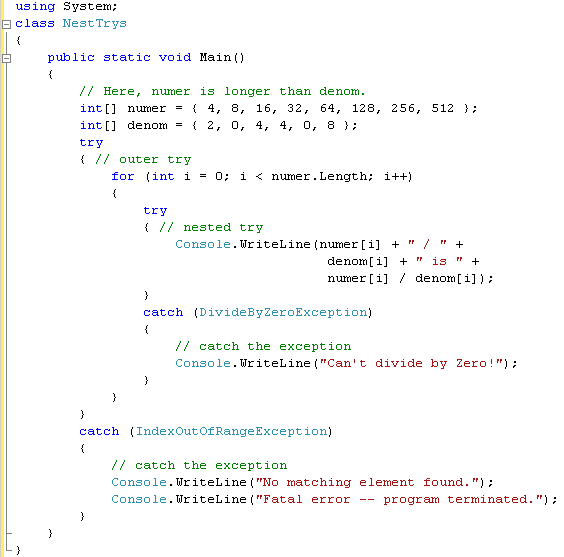 using System;
class NestTrys
{
    public static void Main()
    {
        // Here, numer is longer than denom.
        int[] numer = { 4, 8, 16, 32, 64, 128, 256, 512 };
        int[] denom = { 2, 0, 4, 4, 0, 8 };
        try
        { // outer try
            for (int i = 0; i < numer.Length; i++)
            {
                try
                { // nested try
                    Console.WriteLine(numer[i] + " / " +
                                       denom[i] + " is " +
                                       numer[i] / denom[i]);
                }
                catch (DivideByZeroException)
                {
                    // catch the exception
                    Console.WriteLine("Can't divide by Zero!");
                }
            }
        }
        catch (IndexOutOfRangeException)
        {
            // catch the exception
            Console.WriteLine("No matching element found.");
            Console.WriteLine("Fatal error -- program terminated.");
        }
    }
}